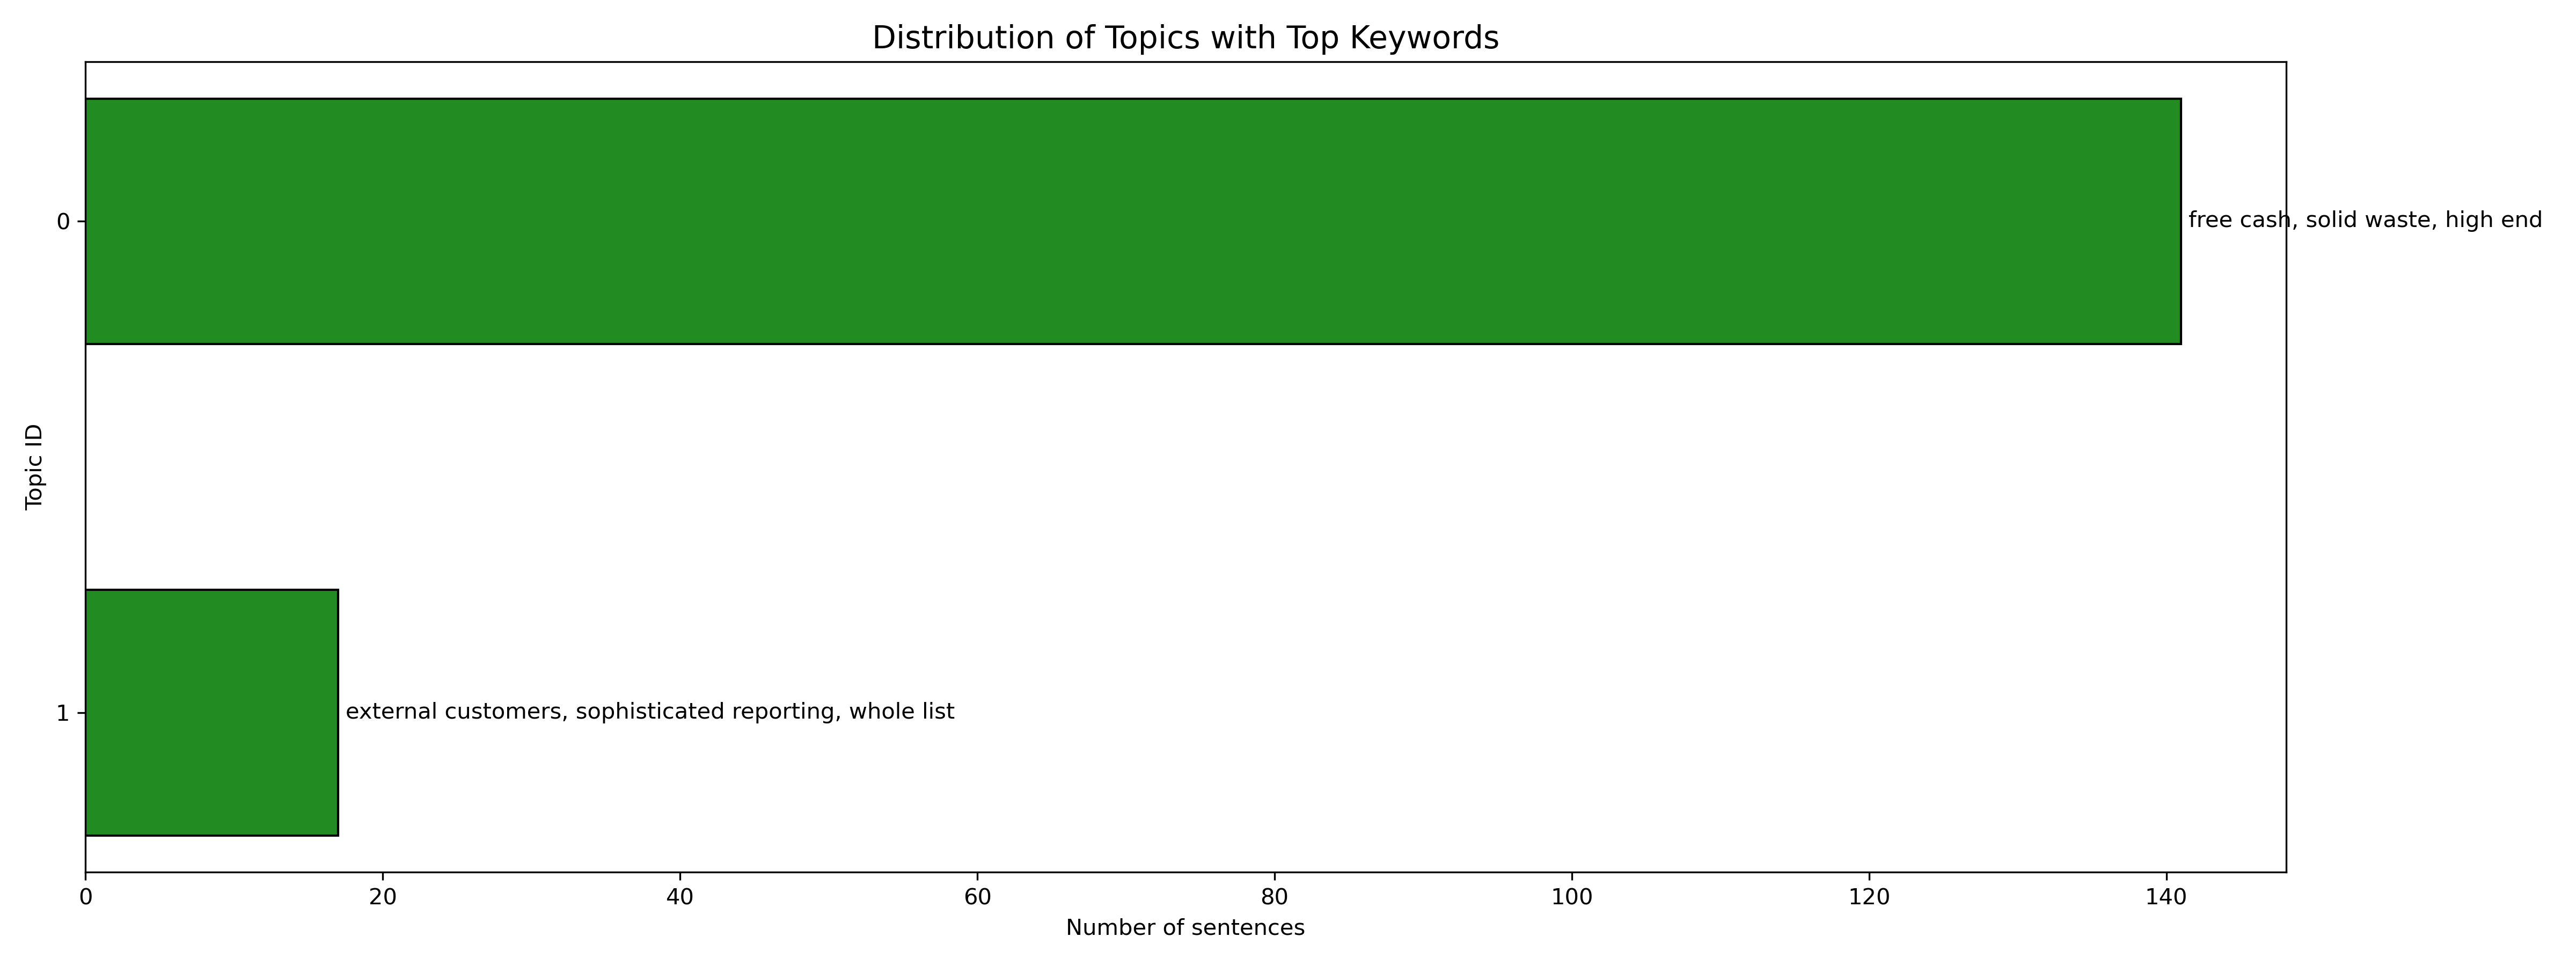 Distribution of Topics with Top Keywords
0
free cash, solid waste, high end
Topic ID
1
external customers, sophisticated reporting, whole list
0 20 40 60 80 100 120 140
Number of sentences